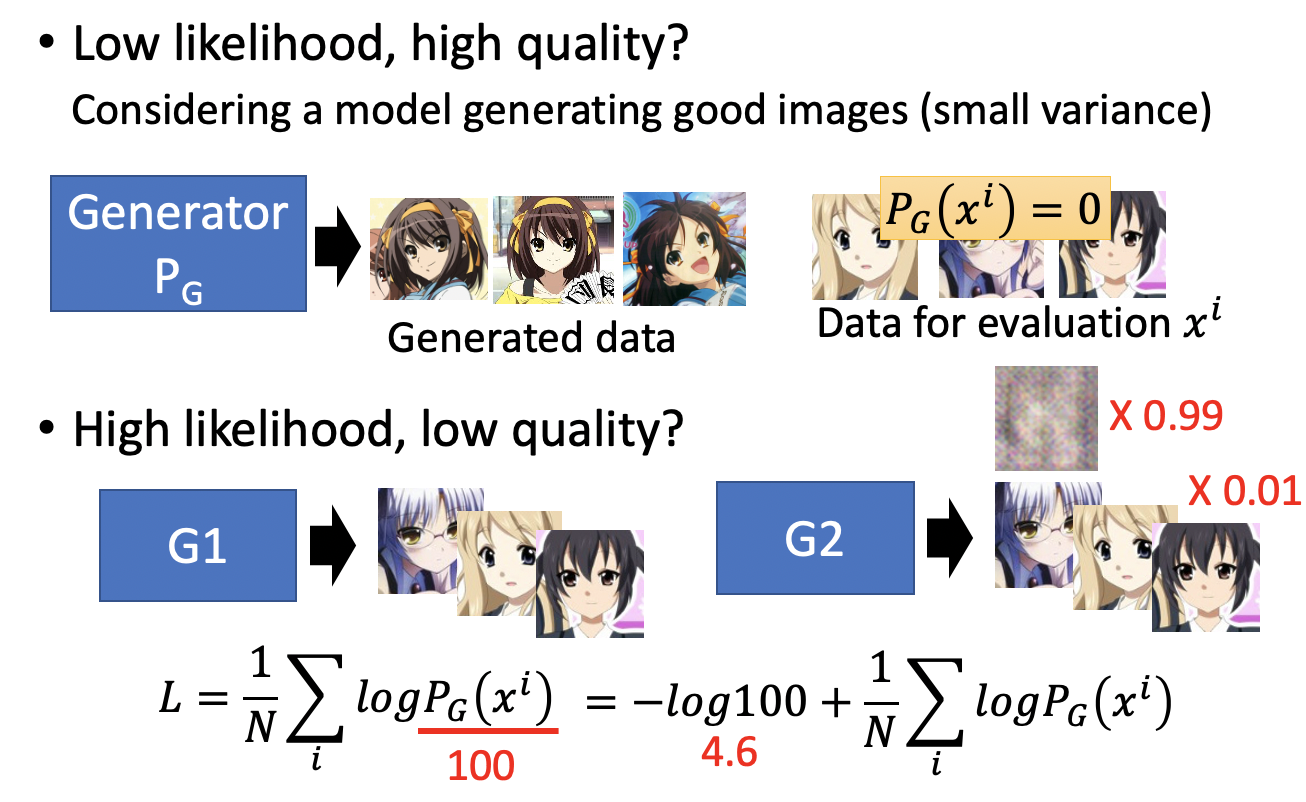 • Low likelihood, high quality?
Considering a model generating good images (small variance)
Generator
P_G
P_G(x^i) = 0
Generated data
Data for evaluation x^i
• High likelihood, low quality?
X 0.99
X 0.01
G1
G2
L = \frac{1}{N} \sum_i logP_G(x^i) = −log100 + \frac{1}{N} \sum_i logP_G(x^i)
100
4.6